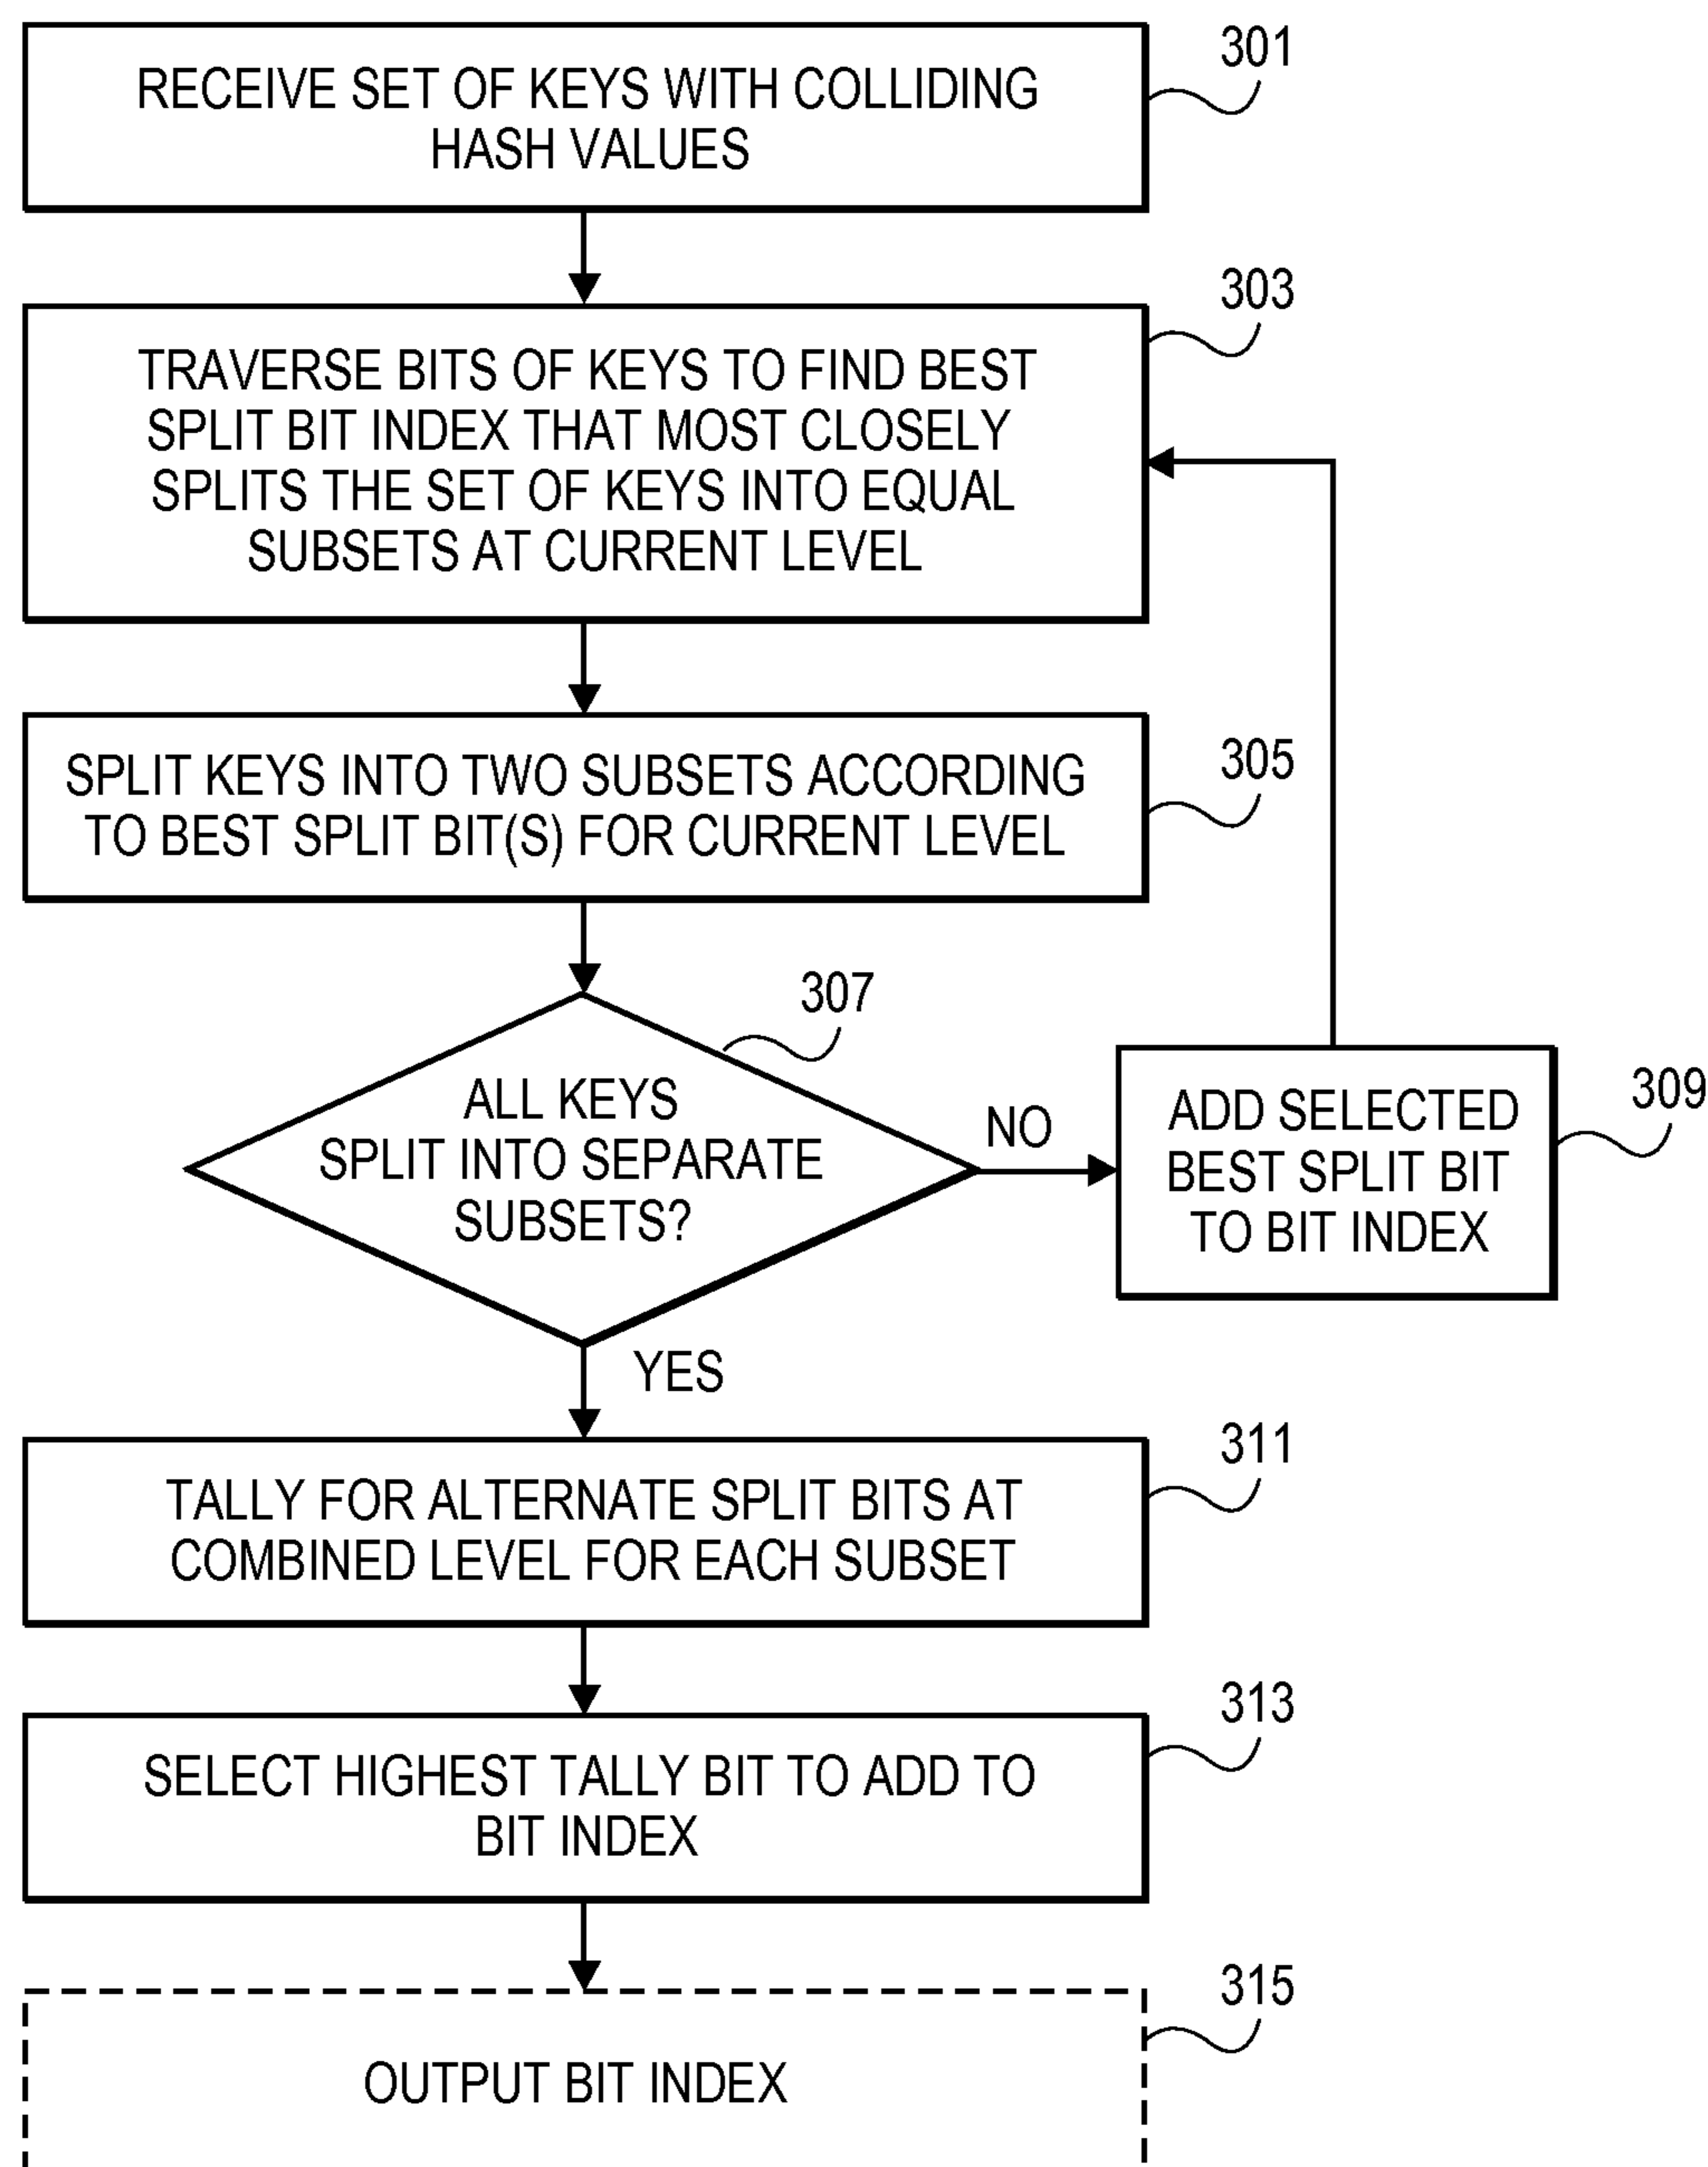 301
RECEIVE SET OF KEYS WITH COLLIDING
HASH VALUES
303
TRAVERSE BITS OF KEYS TO FIND BEST
SPLIT BIT INDEX THAT MOST CLOSELY
SPLITS THE SET OF KEYS INTO EQUAL
SUBSETS AT CURRENT LEVEL
305
SPLIT KEYS INTO TWO SUBSETS ACCORDING
TO BEST SPLIT BIT(S) FOR CURRENT LEVEL
307
ALL KEYS
SPLIT INTO SEPARATE
SUBSETS?
NO
309
ADD SELECTED
BEST SPLIT BIT
TO BIT INDEX
YES
311
TALLY FOR ALTERNATE SPLIT BITS AT
COMBINED LEVEL FOR EACH SUBSET
313
SELECT HIGHEST TALLY BIT TO ADD TO
BIT INDEX
315
OUTPUT BIT INDEX